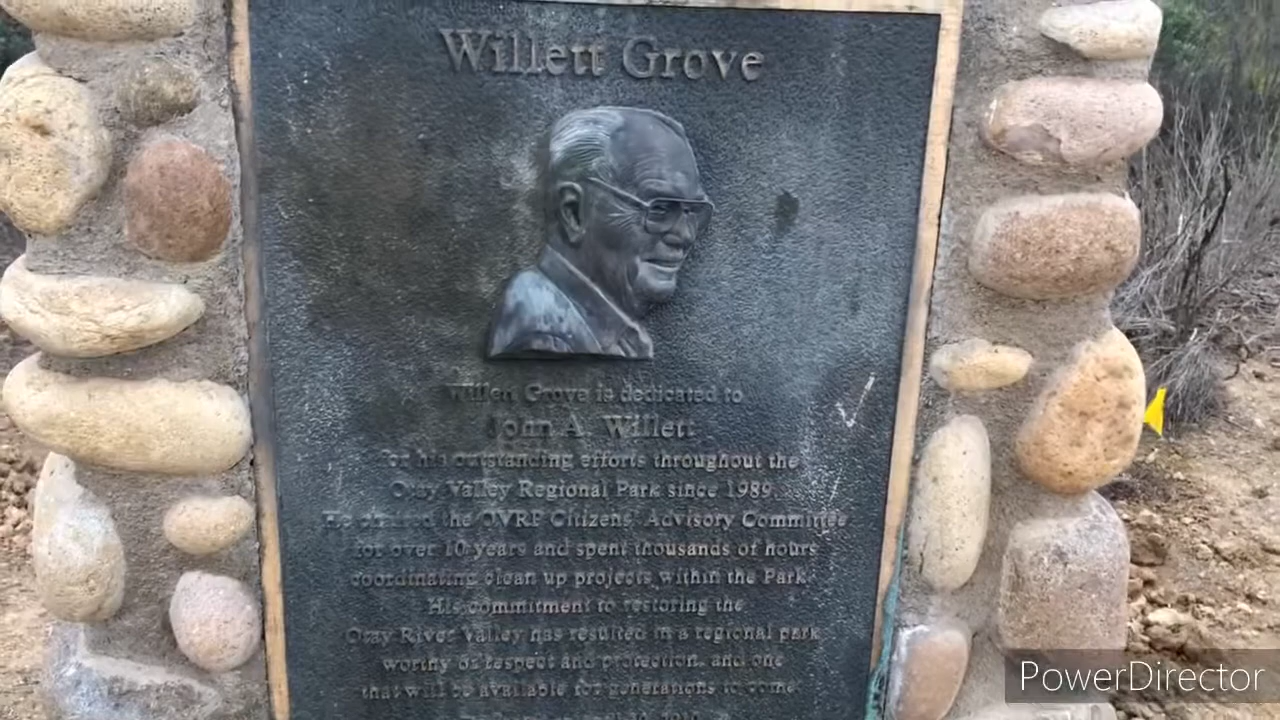 Willett Grove
Willett Grove is dedicated to
John A. Willett
for his outstanding efforts throughout the
Otay Valley Regional Park since 1989.
He chaired the OVRP Citizens' Advisory Committee
for over 10 years and spent thousands of hours
coordinating clean up projects within the Park.
His commitment to restoring the
Otay River Valley has resulted in a regional park
worthy of respect and protection, and one
that will be available for generations to come.
PowerDirector